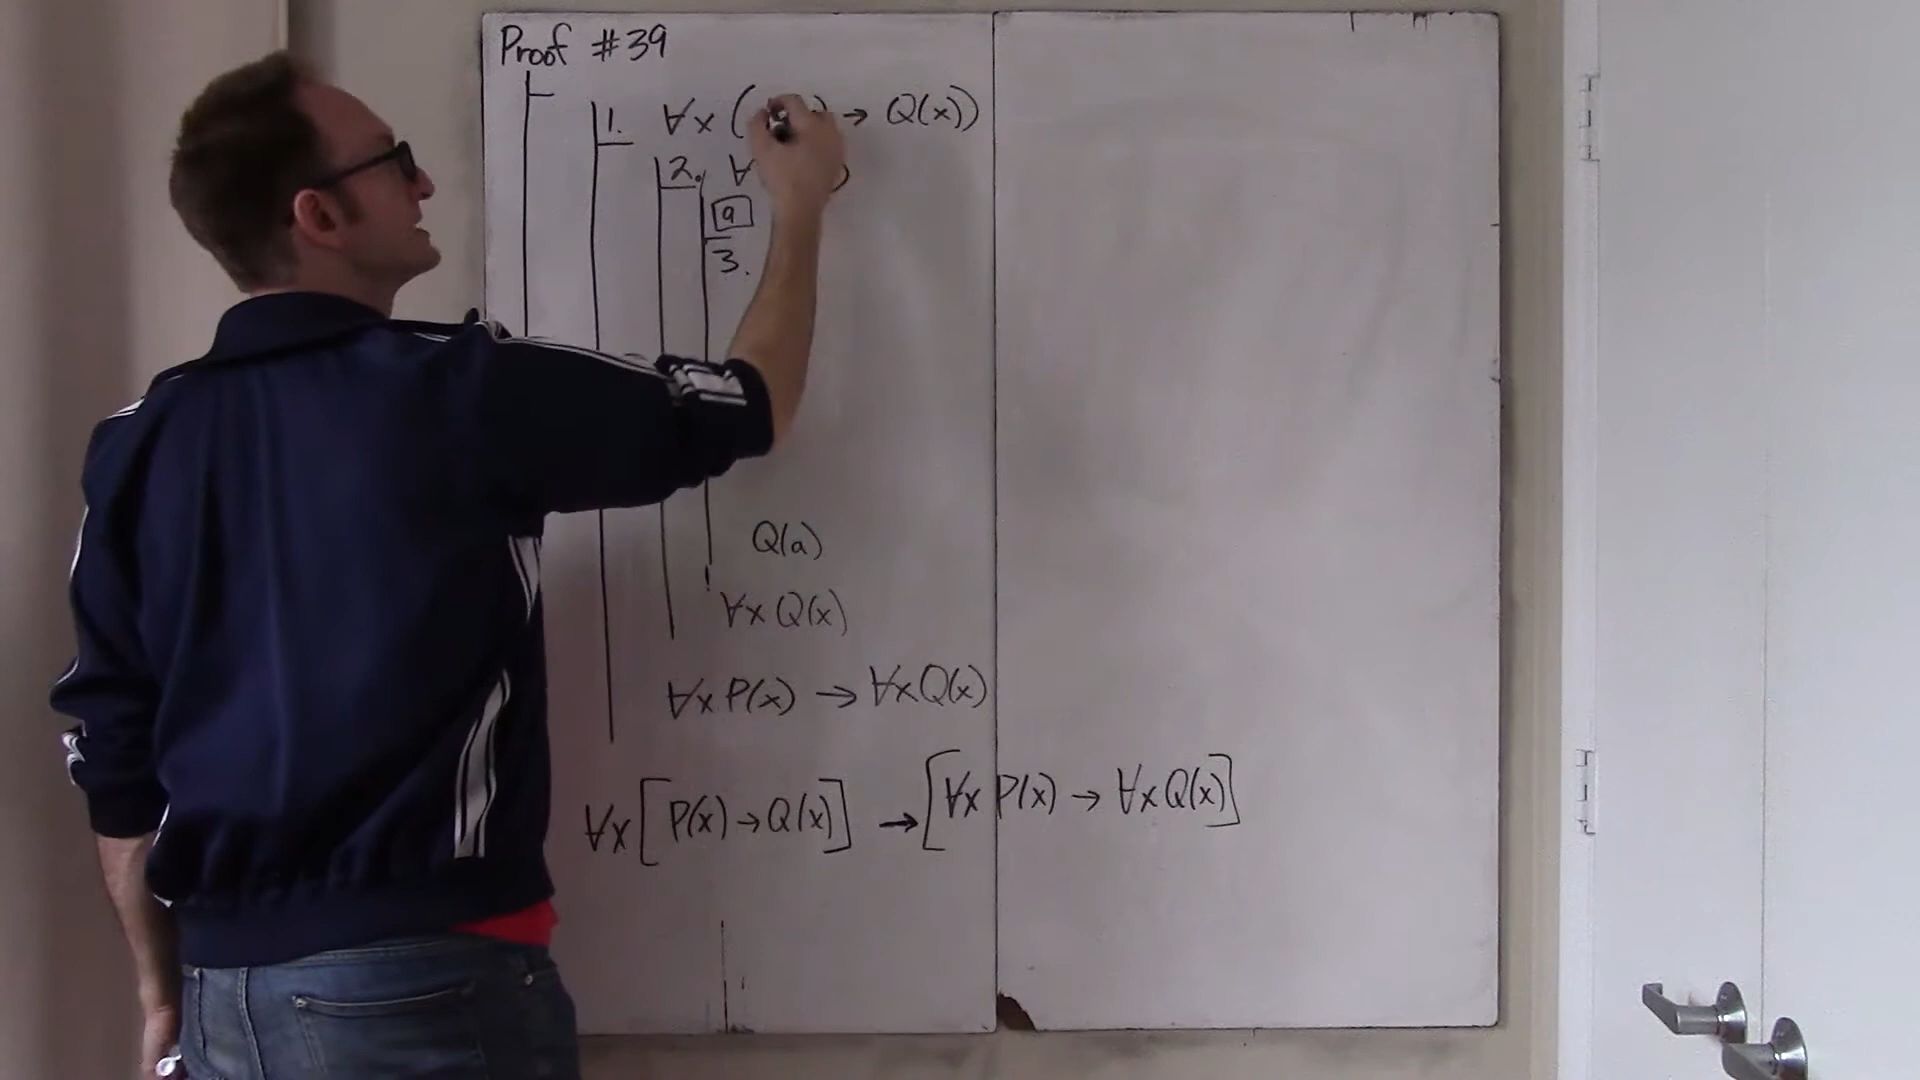 Proof #39
1. ∀x ( ) → Q(x))
2. ∀ )
a
3.
Q(a)
∀x Q(x)
∀x P(x) → ∀x Q(x)
∀x [P(x) → Q(x)] → [∀x P(x) → ∀x Q(x)]